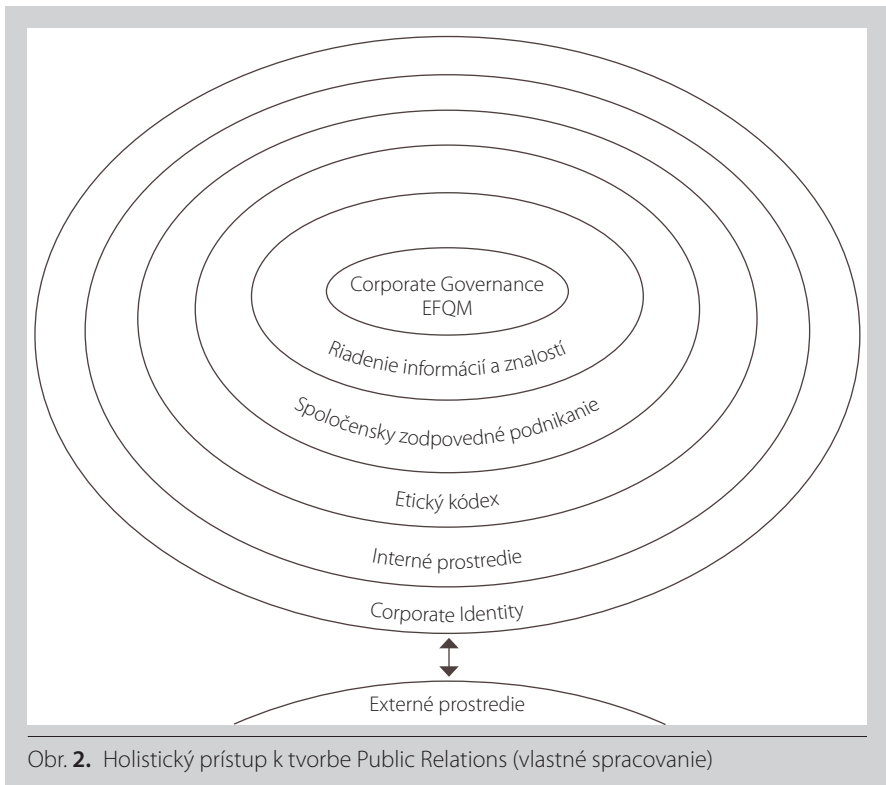 Corporate Governance
EFQM
Riadenie informácií a znalostí
Spoločensky zodpovedné podnikanie
Etický kódex
Interné prostredie
Corporate Identity
Externé prostredie
Obr. 2. Holistický prístup k tvorbe Public Relations (vlastné spracovanie)